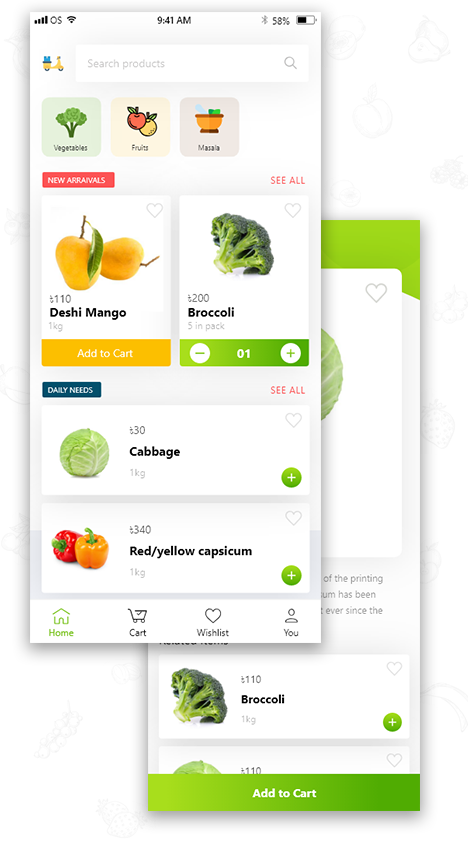 OS 9:41 AM 58%
Search products
Vegetables Fruits Masala
NEW ARRAIVALS SEE ALL
৳110 ৳200
Deshi Mango Broccoli
1kg 5 in pack
Add to Cart 01
DAILY NEEDS SEE ALL
৳30
Cabbage
1kg
৳340
Red/yellow capsicum
1kg
Home Cart Wishlist You
of the printing
has been
ever since the
৳110
Broccoli
1kg
৳110
Add to Cart